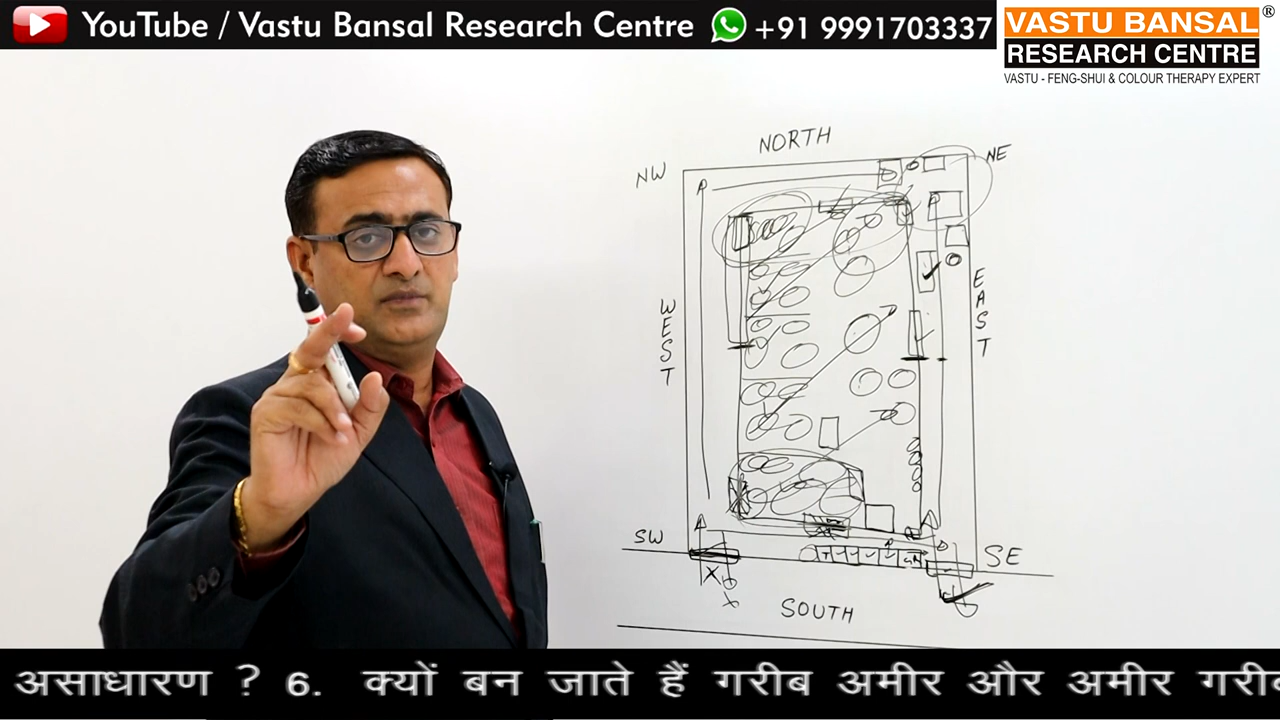 YouTube / Vastu Bansal Research Centre +91 9991703337
VASTU BANSAL®
RESEARCH CENTRE
VASTU - FENG-SHUI & COLOUR THERAPY EXPERT
NORTH
NW
NE
WEST
EAST
SW
SE
SOUTH
असाधारण ? 6. क्यों बन जाते हैं गरीब अमीर और अमीर गरीब